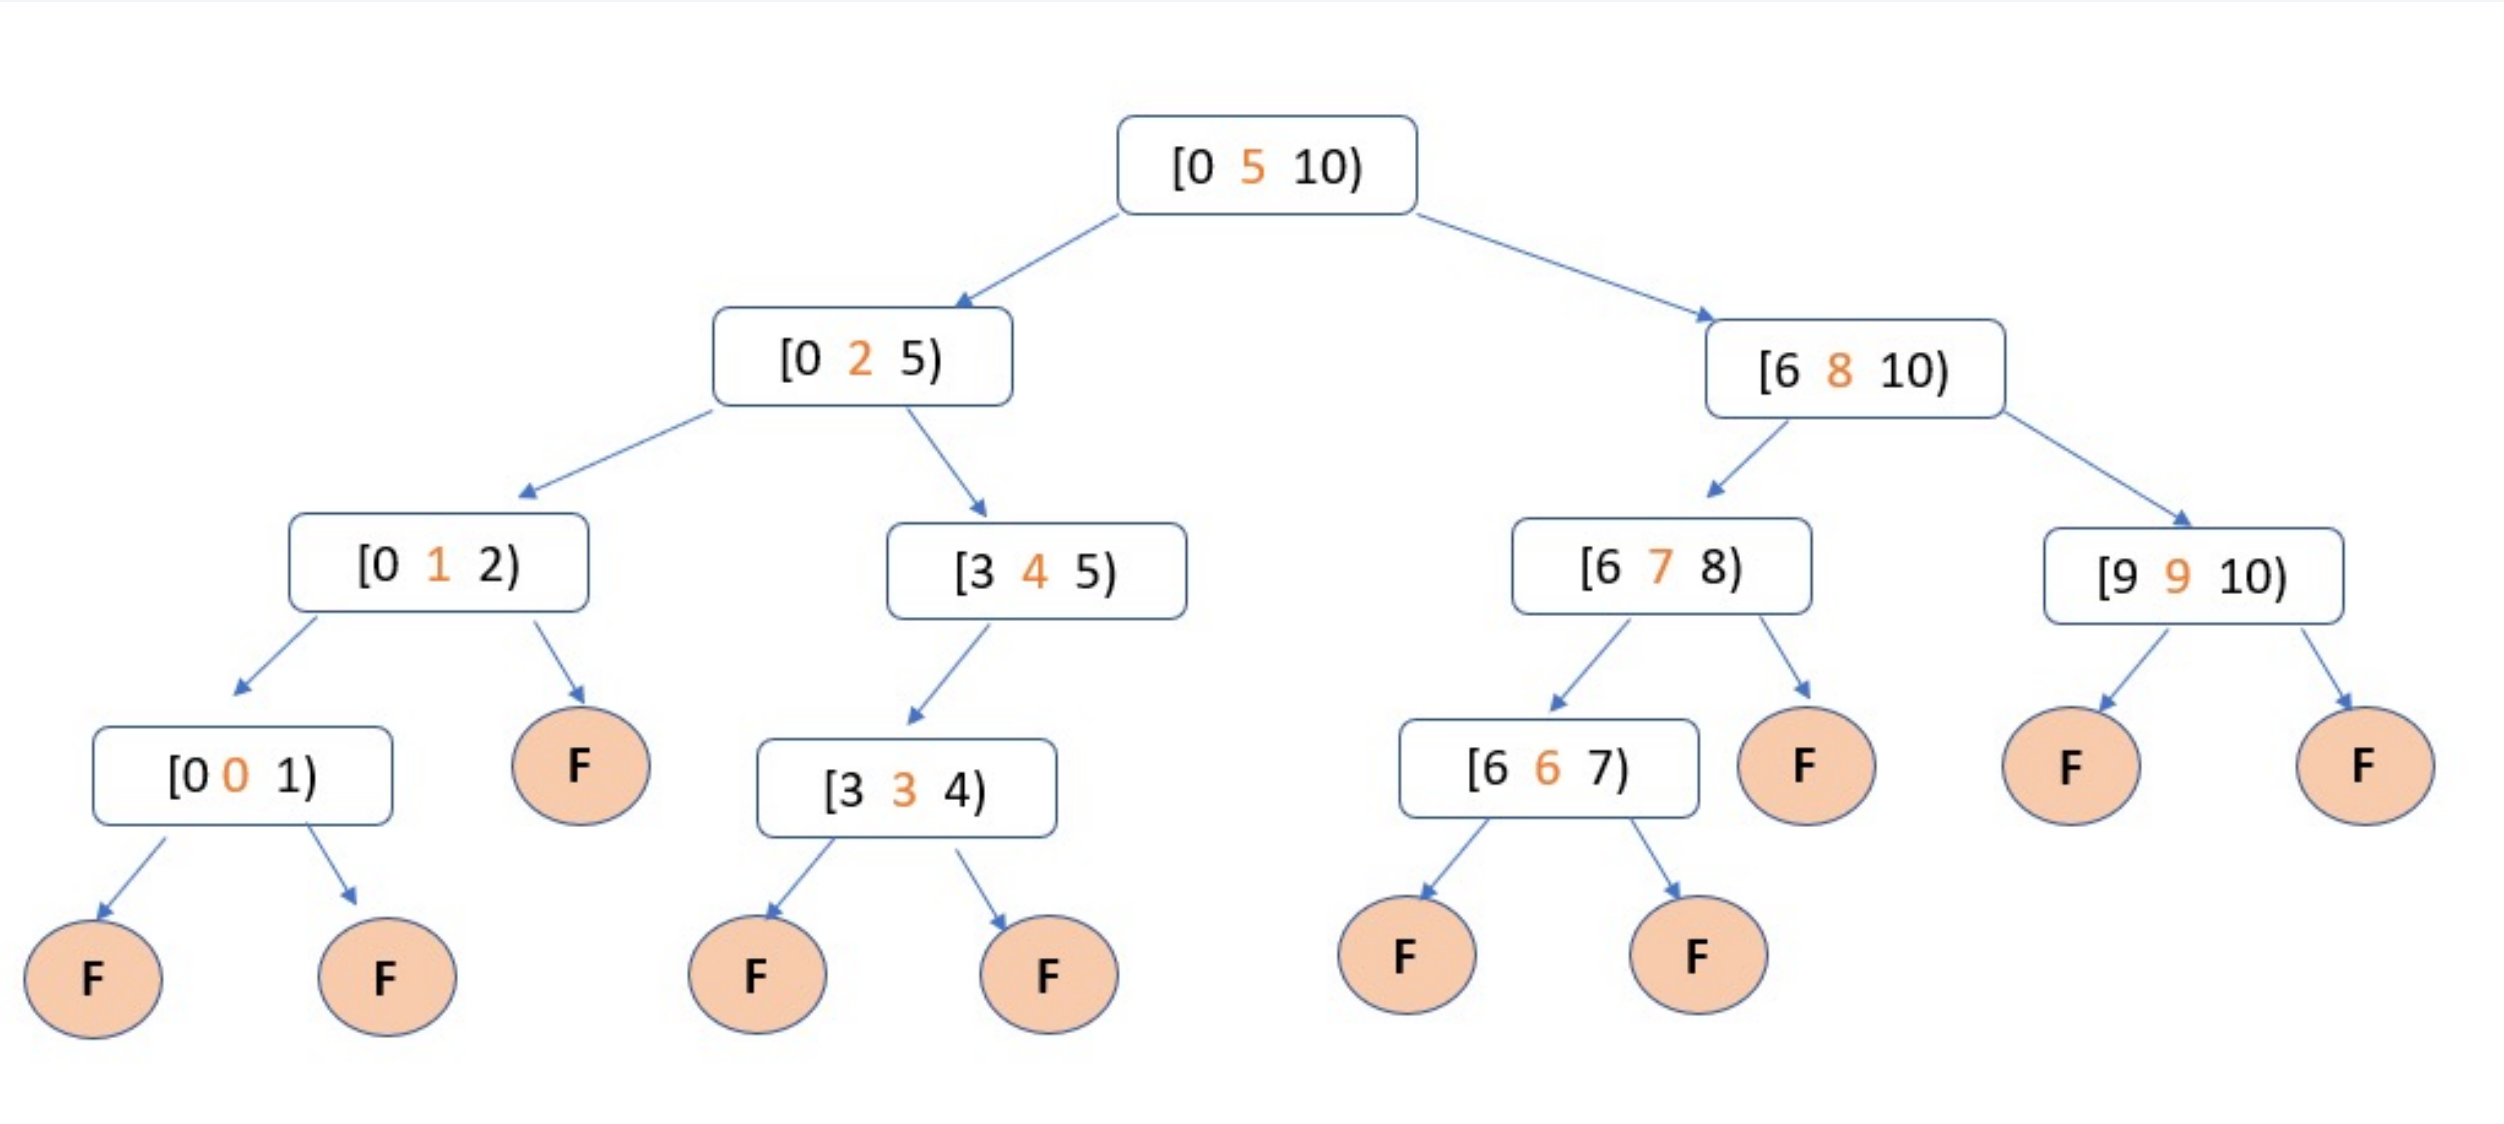 [0 5 10)
[0 2 5)
[6 8 10)
[0 1 2)
[3 4 5)
[6 7 8)
[9 9 10)
[0 0 1)
F
[3 3 4)
[6 6 7)
F
F
F
F
F
F
F
F
F